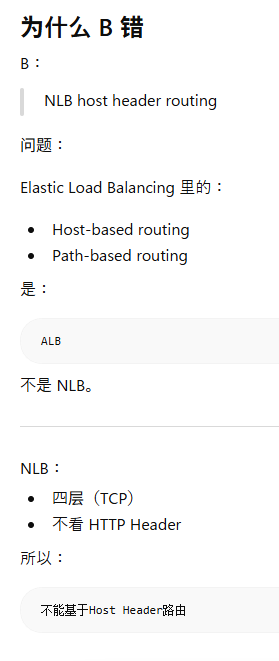 为什么 B 错
B：
NLB host header routing
问题：
Elastic Load Balancing 里的：
Host-based routing
Path-based routing
是：
ALB
不是 NLB。
NLB：
四层（TCP）
不看 HTTP Header
所以：
不能基于Host Header路由